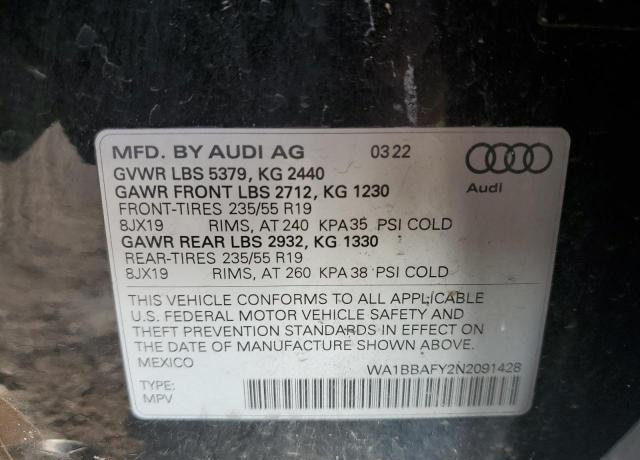 MFD. BY AUDI AG 03 22
GVWR LBS 5379, KG 2440
GAWR FRONT LBS 2712, KG 1230
Audi
FRONT-TIRES 235/55 R19
8JX19 RIMS, AT 240 KPA 35 PSI COLD
GAWR REAR LBS 2932, KG 1330
REAR-TIRES 235/55 R19
8JX19 RIMS, AT 260 KPA 38 PSI COLD
THIS VEHICLE CONFORMS TO ALL APPLICABLE
U.S. FEDERAL MOTOR VEHICLE SAFETY AND
THEFT PREVENTION STANDARDS IN EFFECT ON
THE DATE OF MANUFACTURE SHOWN ABOVE.
MEXICO WA1BBAFY2N2091428
TYPE:
MPV